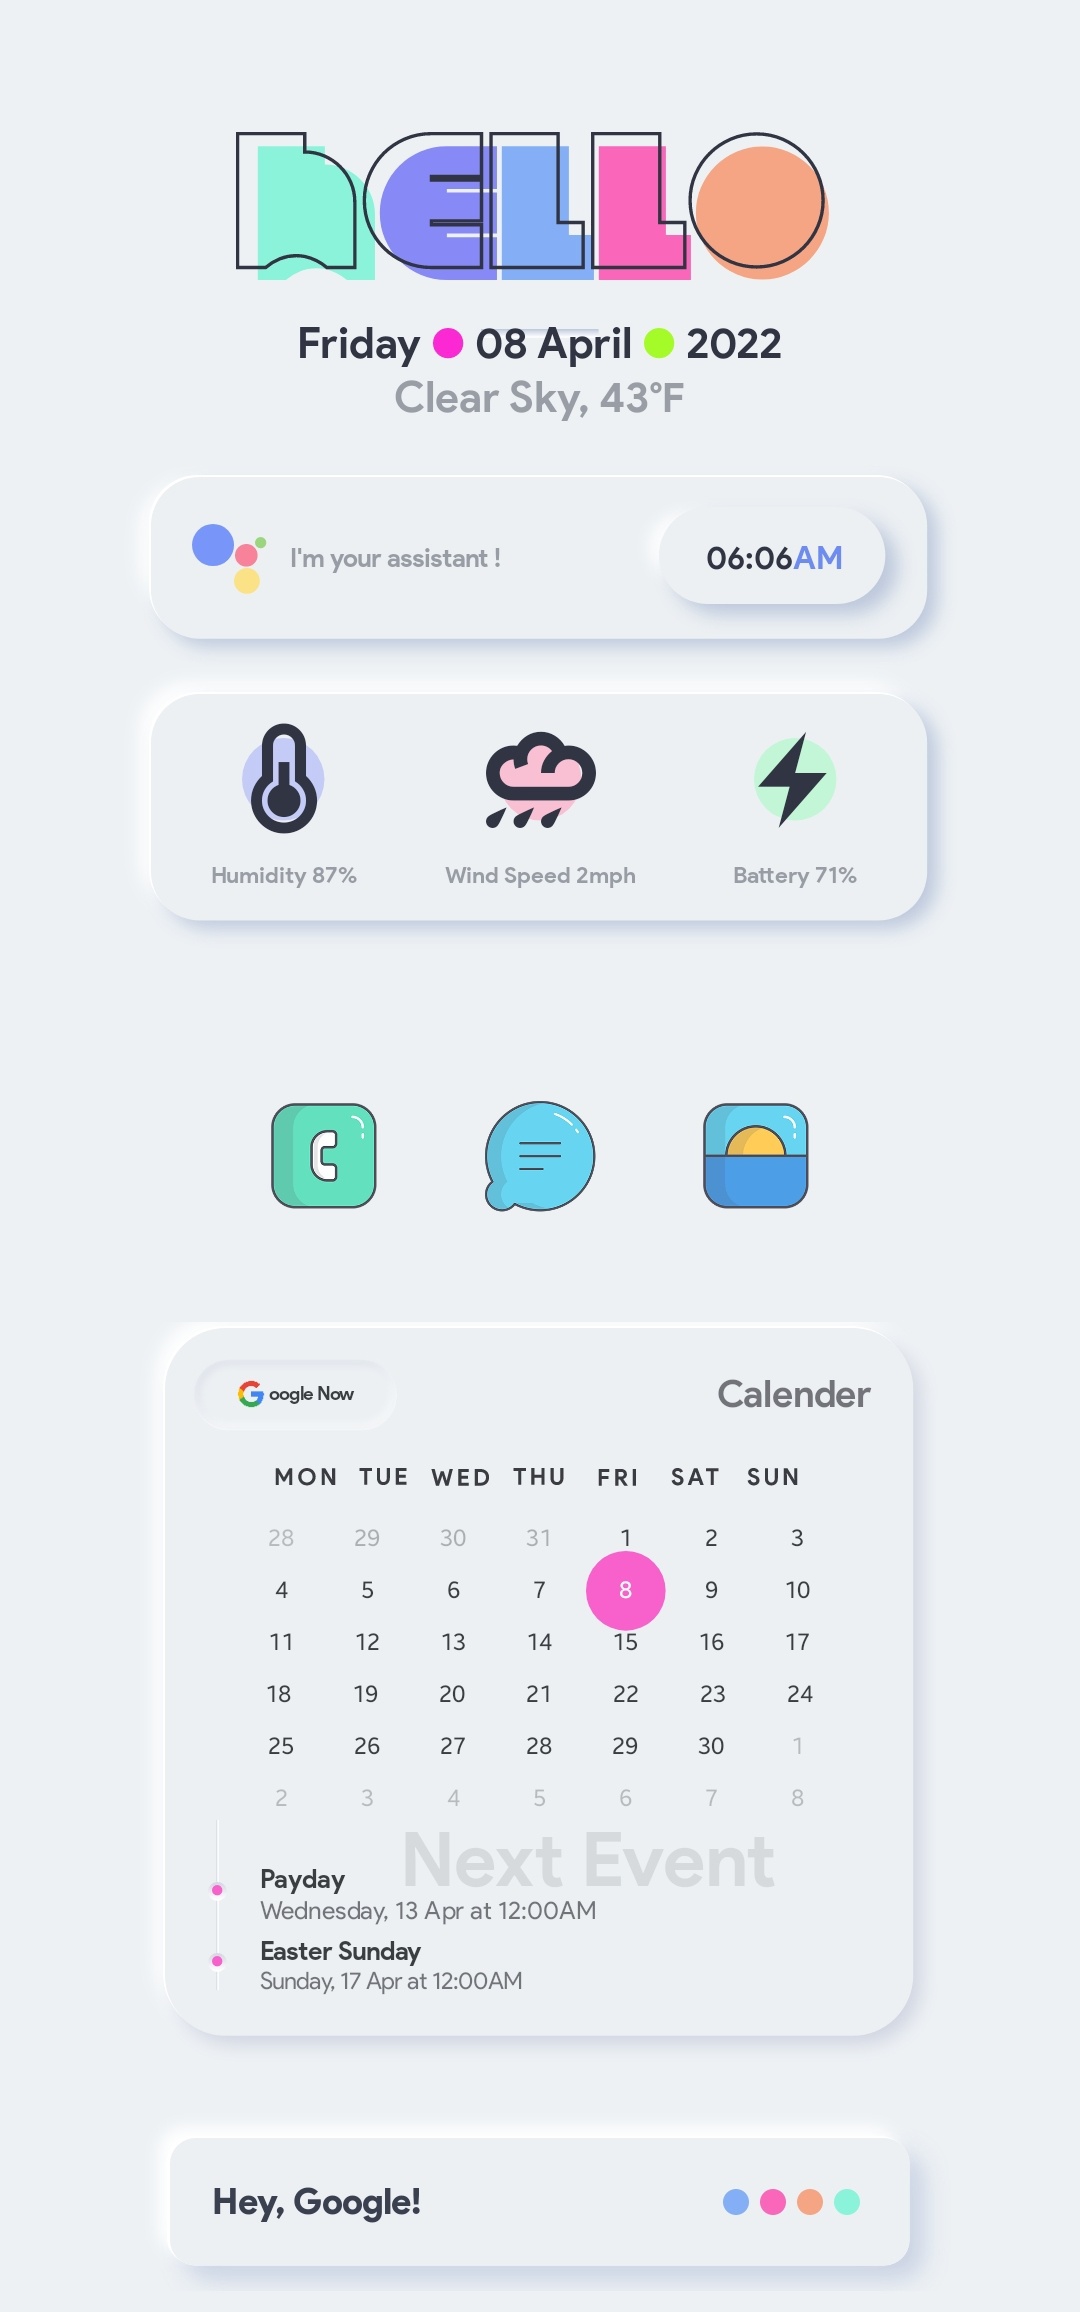 hELLO
Friday 08 April 2022
Clear Sky, 43°F
I'm your assistant !
06:06AM
Humidity 87%
Wind Speed 2mph
Battery 71%
Google Now
Calender
MON TUE WED THU FRI SAT SUN
28 29 30 31 1 2 3
4 5 6 7 8 9 10
11 12 13 14 15 16 17
18 19 20 21 22 23 24
25 26 27 28 29 30 1
2 3 4 5 6 7 8
Next Event
Payday
Wednesday, 13 Apr at 12:00AM
Easter Sunday
Sunday, 17 Apr at 12:00AM
Hey, Google!